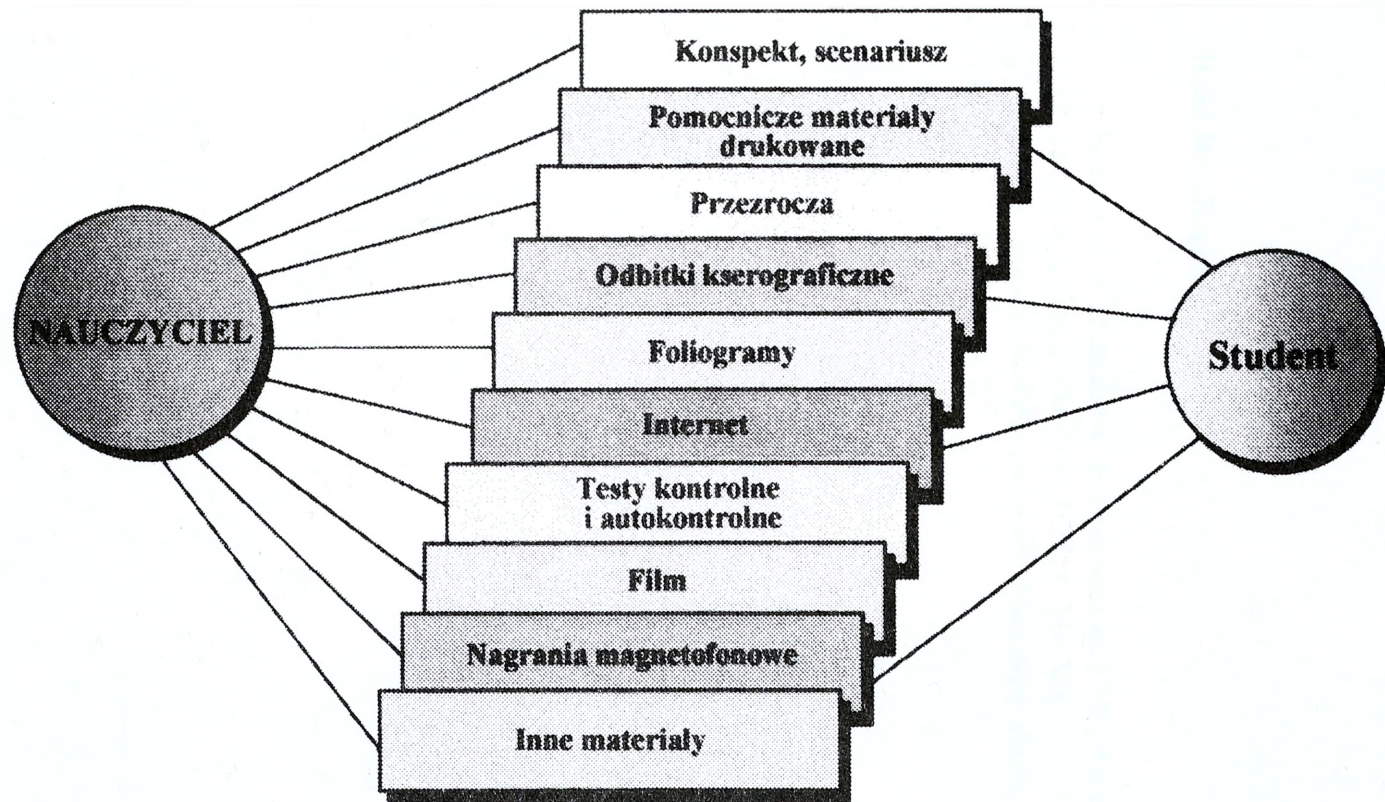 Konspekt, scenariusz
Pomocnicze materiały
drukowane
Przezrocza
Odbitki kserograficzne
NAUCZYCIEL
Foliogramy
Student
Internet
Testy kontrolne
i autokontrolne
Film
Nagrania magnetofonowe
Inne materiały